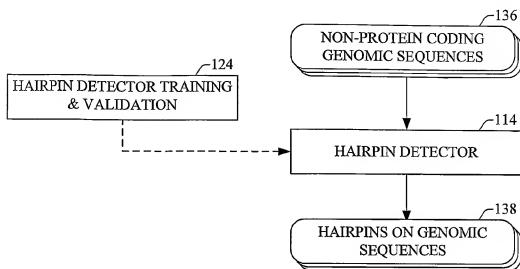 136
NON-PROTEIN CODING
GENOMIC SEQUENCES
124
HAIRPIN DETECTOR TRAINING
& VALIDATION
114
HAIRPIN DETECTOR
138
HAIRPINS ON GENOMIC
SEQUENCES